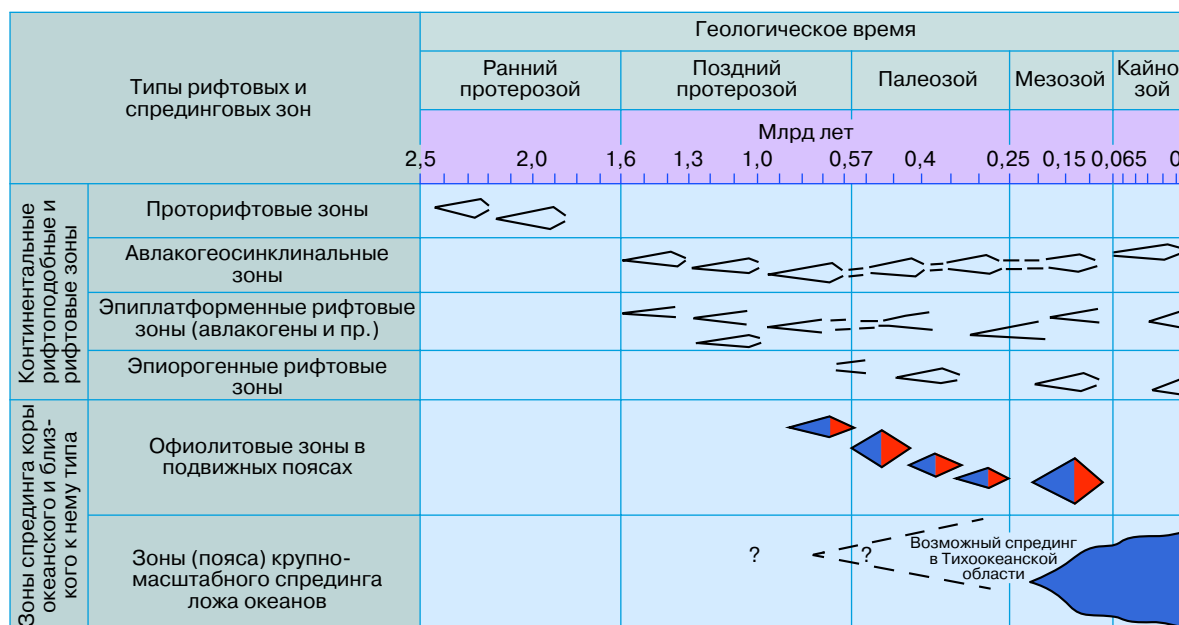 Типы рифтовых и
спрединговых зон
Геологическое время
Ранний
протерозой
Поздний
протерозой
Палеозой
Мезозой
Кайно
зой
Млрд лет
2,5 2,0 1,6 1,3 1,0 0,57 0,4 0,25 0,15 0,065 0
Континентальные
рифтоподобные и
рифтовые зоны
Проторифтовые зоны
Авлакогеосинклинальные
зоны
Эпиплатформенные рифтовые
зоны (авлакогены и пр.)
Эпиорогенные рифтовые
зоны
Зоны спрединга коры
океанского и близ-
кого к нему типа
Офиолитовые зоны в
подвижных поясах
Зоны (пояса) крупно-
масштабного спрединга
ложа океанов
? ?
Возможный спрединг
в Тихоокеанской
области